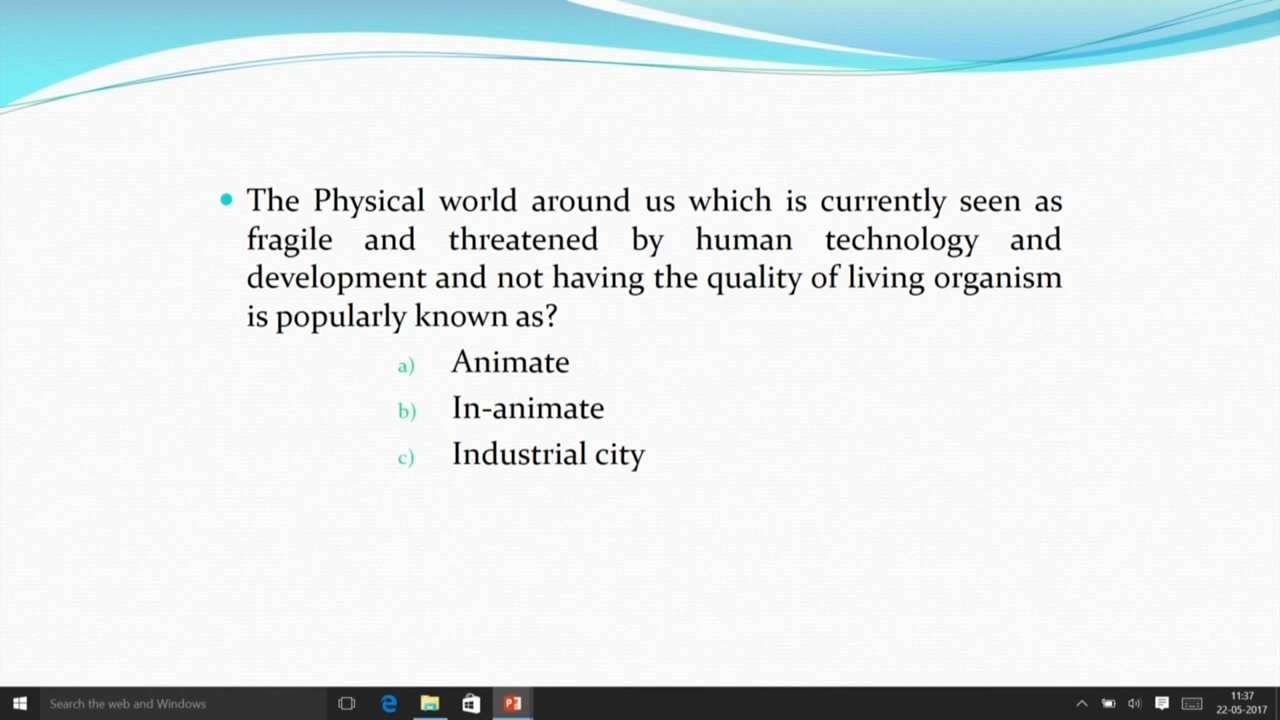 The Physical world around us which is currently seen as
fragile and threatened by human technology and
development and not having the quality of living organism
is popularly known as?
a) Animate
b) In-animate
c) Industrial city
Search the web and Windows
11:37
22-05-2017